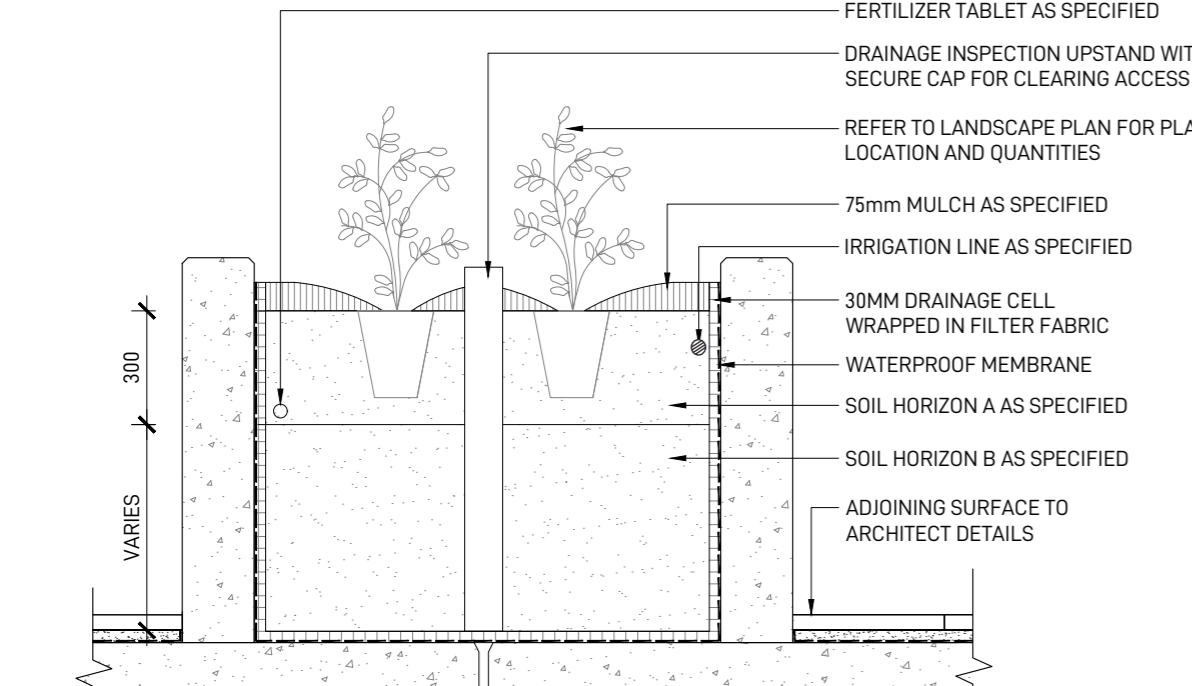 FERTILIZER TABLET AS SPECIFIED
DRAINAGE INSPECTION UPSTAND
SECURE CAP FOR CLEARING ACCESS
REFER TO LANDSCAPE PLAN FOR
LOCATION AND QUANTITIES
75mm MULCH AS SPECIFIED
IRRIGATION LINE AS SPECIFIED
30MM DRAINAGE CELL
WRAPPED IN FILTER FABRIC
WATERPROOF MEMBRANE
SOIL HORIZON A AS SPECIFIED
SOIL HORIZON B AS SPECIFIED
ADJOINING SURFACE TO
ARCHITECT DETAILS
300
VARIES